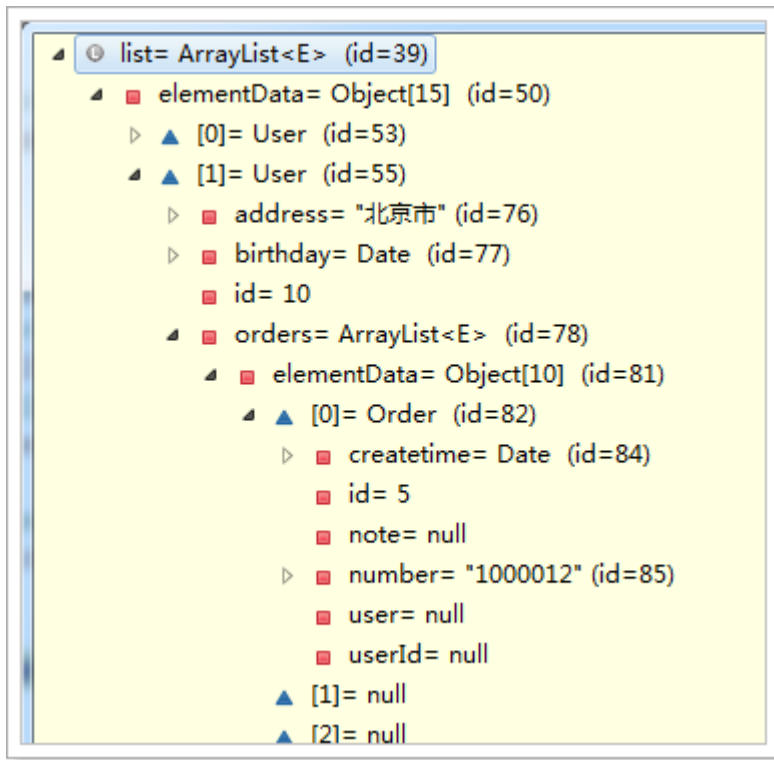 list= ArrayList<E> (id=39)
elementData= Object[15] (id=50)
[0]= User (id=53)
[1]= User (id=55)
address= "北京市" (id=76)
birthday= Date (id=77)
id= 10
orders= ArrayList<E> (id=78)
elementData= Object[10] (id=81)
[0]= Order (id=82)
createtime= Date (id=84)
id= 5
note= null
number= "1000012" (id=85)
user= null
userId= null
[1]= null
[2]= null